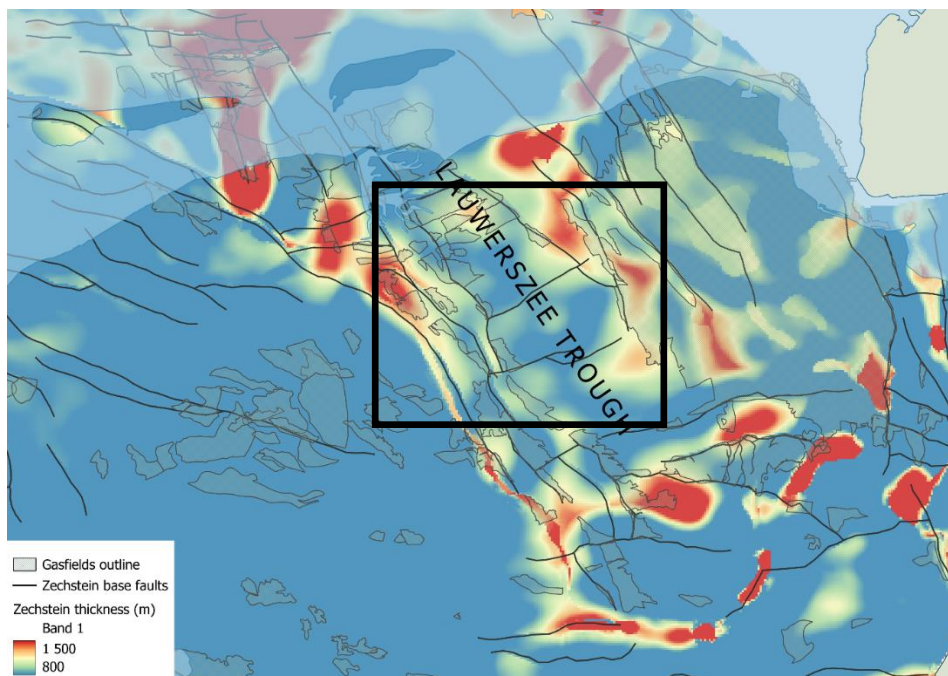 LAUWERSZEE TROUGH
Gasfields outline
Zechstein base faults
Zechstein thickness (m)
Band 1
1 500
800